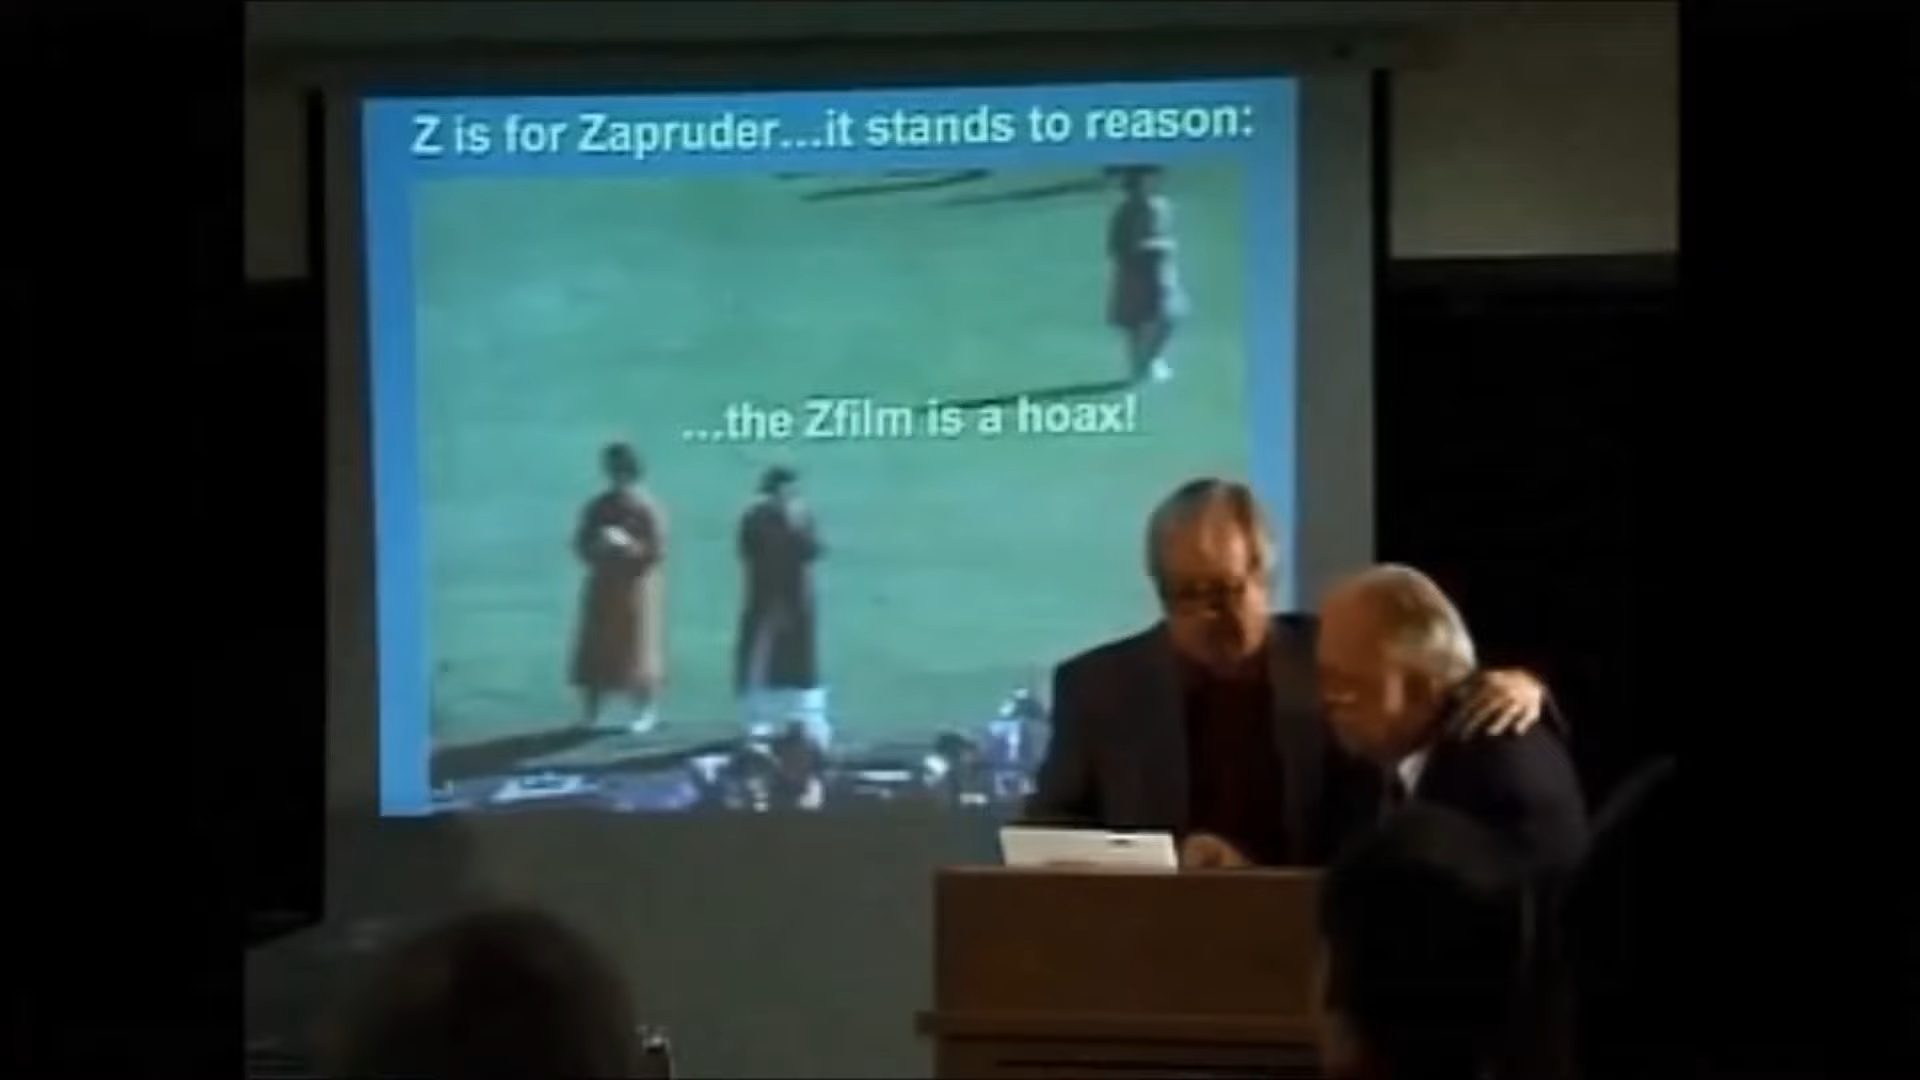 Z is for Zapruder...it stands to reason:
...the Zfilm is a hoax!